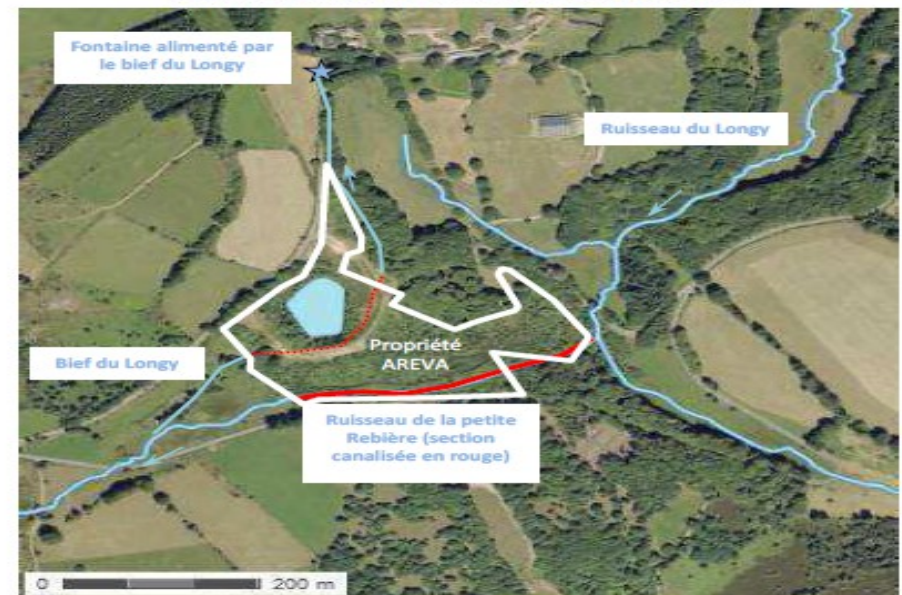 Fontaine alimenté par
le bief du Longy
Ruisseau du Longy
Propriété
AREVA
Bief du Longy
Ruisseau de la petite
Rebière (section
canalisée en rouge)
0 200 m